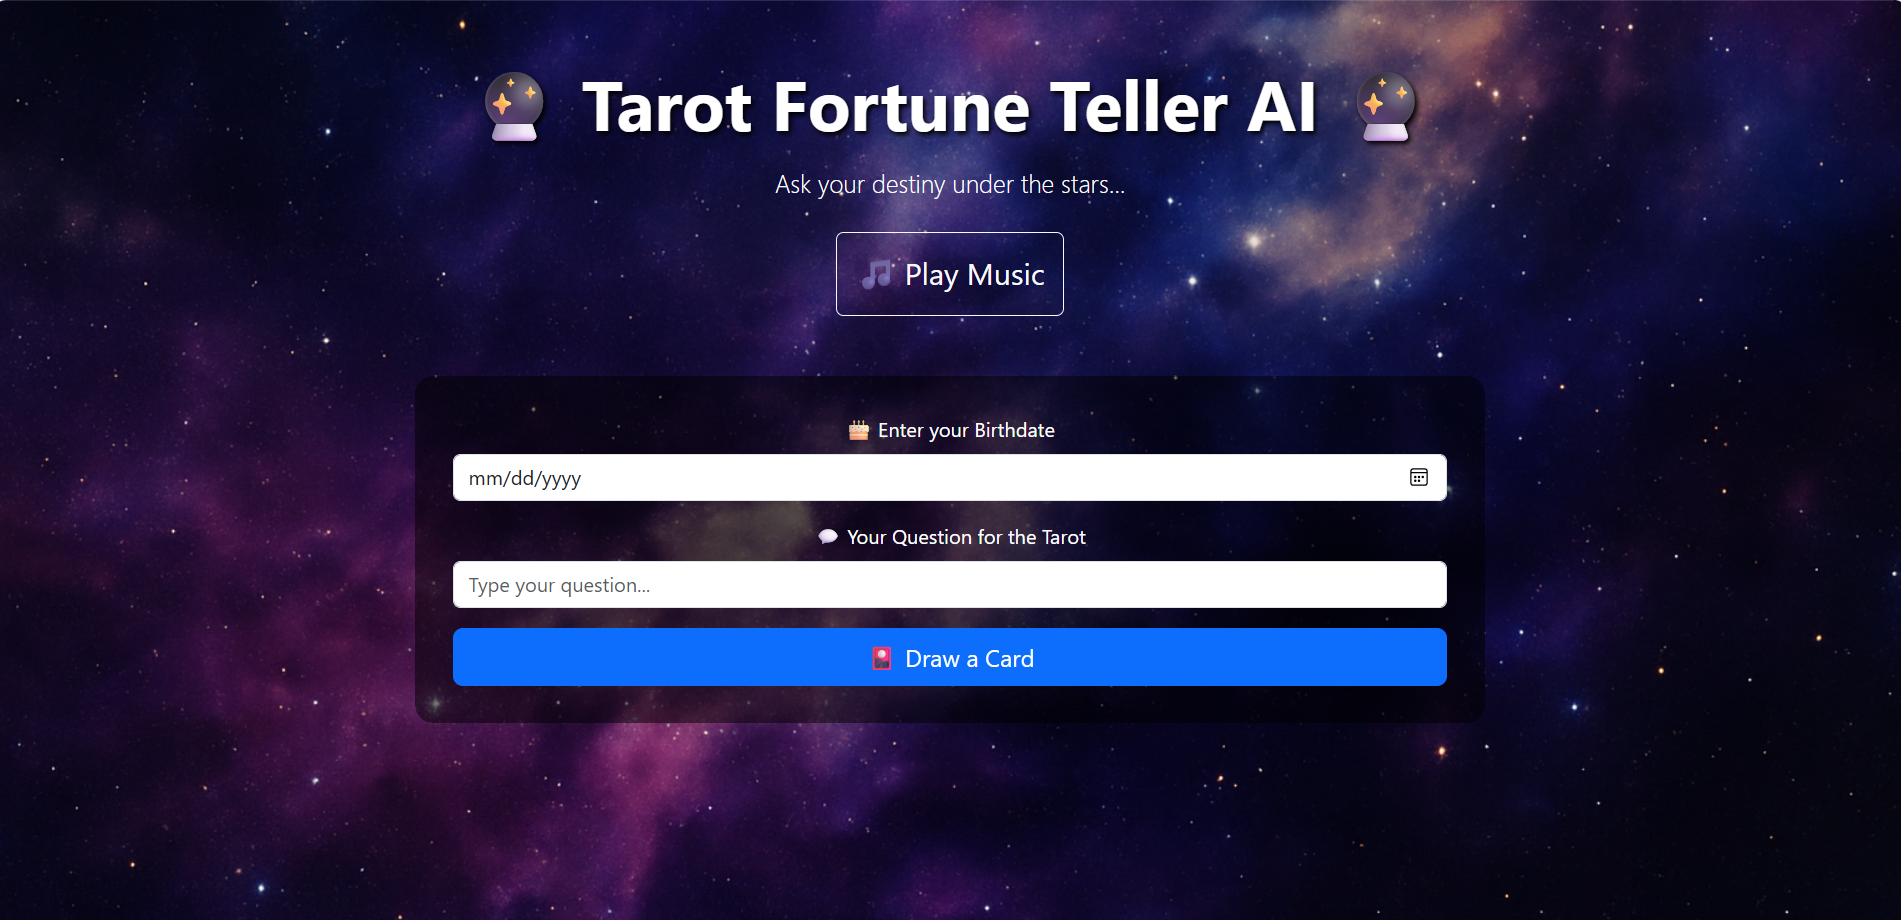 Tarot Fortune Teller AI
Ask your destiny under the stars...
Play Music
Enter your Birthdate
mm/dd/yyyy
Your Question for the Tarot
Type your question...
Draw a Card